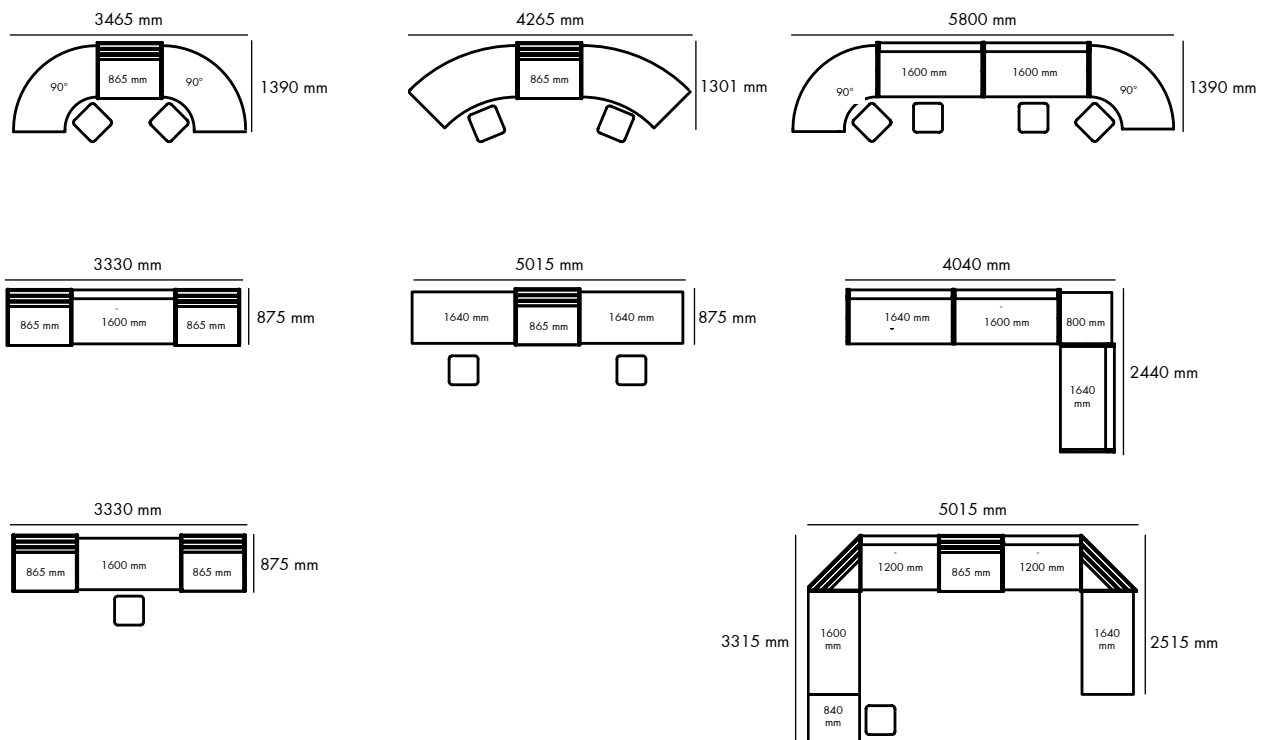 3465 mm
90°
865 mm
90°
1390 mm
4265 mm
865 mm
1301 mm
5800 mm
90°
1600 mm
1600 mm
90°
1390 mm
3330 mm
865 mm
1600 mm
865 mm
875 mm
5015 mm
1640 mm
865 mm
1640 mm
875 mm
4040 mm
1640 mm
1600 mm
800 mm
1640
mm
2440 mm
3330 mm
865 mm
1600 mm
865 mm
875 mm
5015 mm
1200 mm
865 mm
1200 mm
3315 mm
1600
mm
1640
mm
2515 mm
840
mm